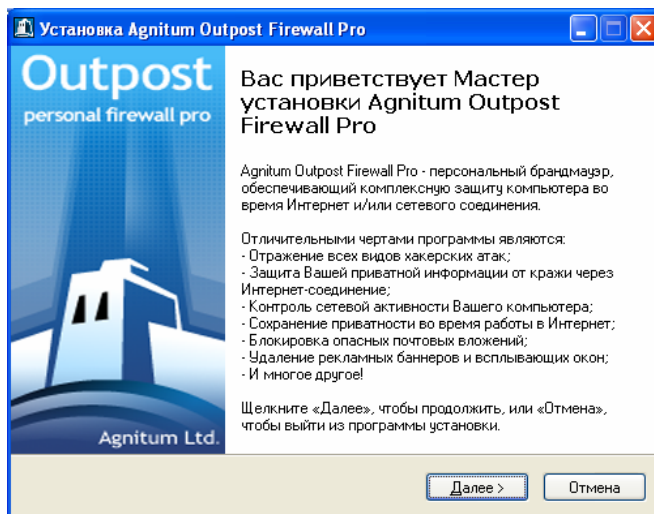 Установка Agnitum Outpost Firewall Pro
Outpost
personal firewall pro
Agnitum Ltd.
Вас приветствует Мастер
установки Agnitum Outpost
Firewall Pro
Agnitum Outpost Firewall Pro - персональный брандмауэр,
обеспечивающий комплексную защиту компьютера во
время Интернет и/или сетевого соединения.
Отличительными чертами программы являются:
- Отражение всех видов хакерских атак;
- Защита Вашей приватной информации от кражи через
Интернет-соединение;
- Контроль сетевой активности Вашего компьютера;
- Сохранение приватности во время работы в Интернет;
- Блокировка опасных почтовых вложений;
- Удаление рекламных баннеров и всплывающих окон;
- И многое другое!
Щелкните «Далее», чтобы продолжить, или «Отмена»,
чтобы выйти из программы установки.
Далее >
Отмена